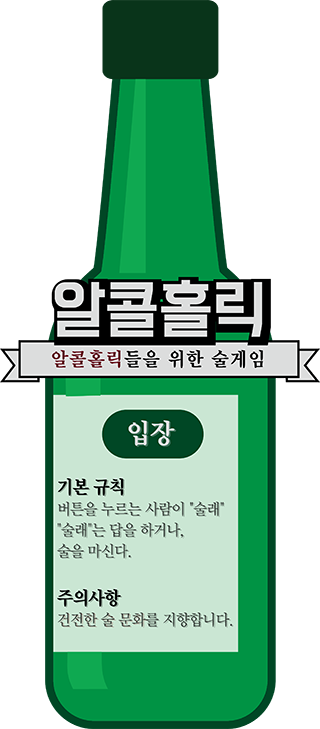 알콜홀릭
알콜홀릭들을 위한 술게임
입장
기본 규칙
버튼을 누르는 사람이 "술래"
"술래"는 답을 하거나,
술을 마신다.
주의사항
건전한 술 문화를 지향합니다.